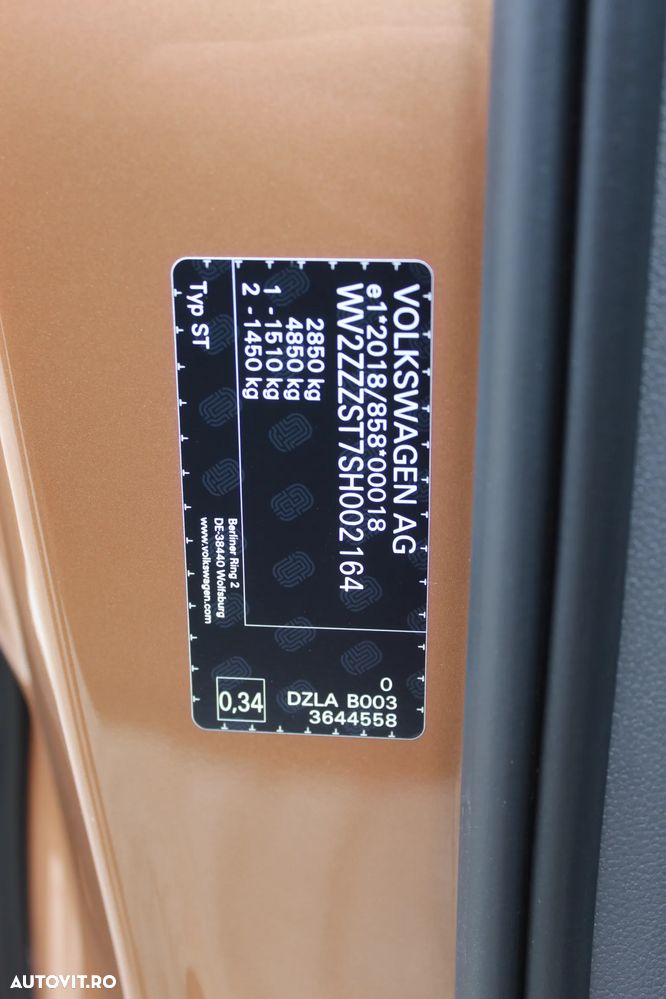 VOLKSWAGEN AG
e1*2018/858*00018
WV2ZZZST7SH002164
2850 kg
4850 kg
1 -1510 kg
2 -1450 kg
Typ ST
Berliner Ring 2
DE-38440 Wolfsburg
www.volkswagen.com
0
DZLA B003
3644558
0,34
AUTOVIT.RO